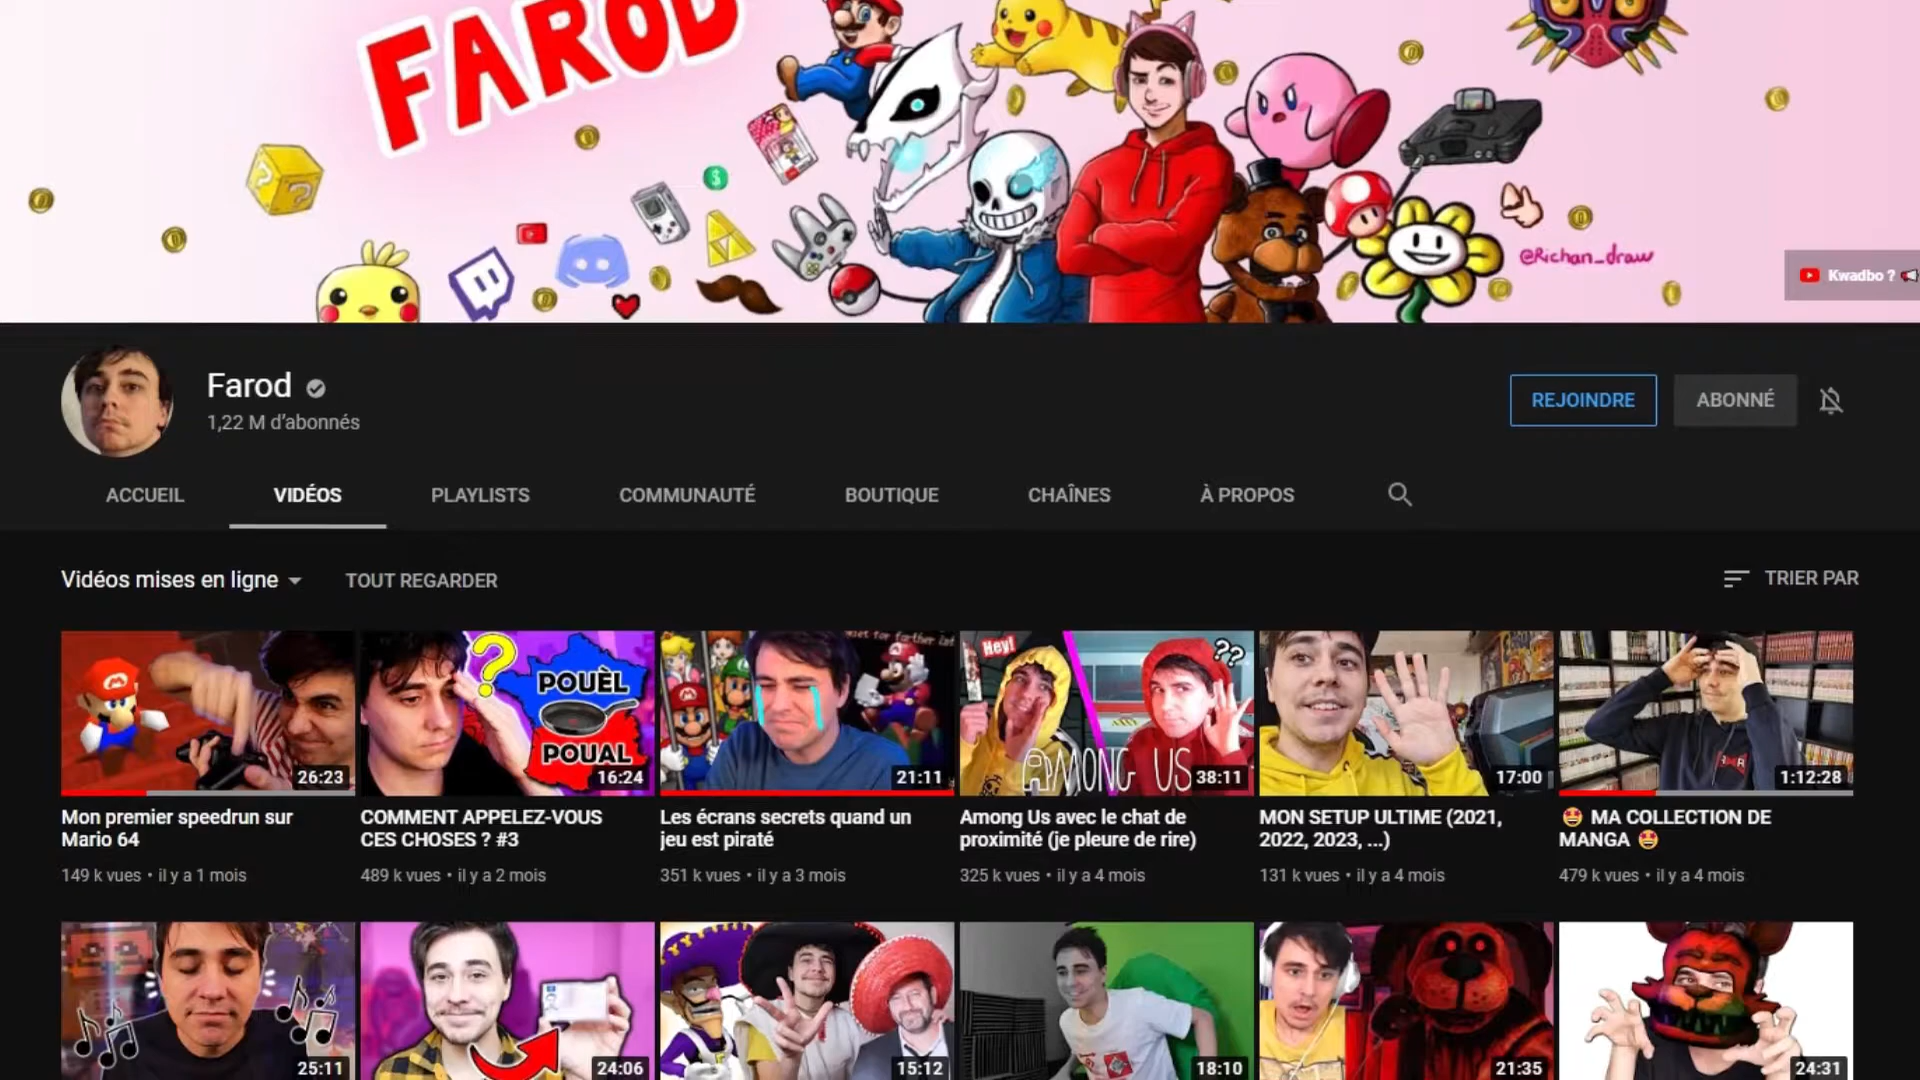 FAROD
@Richan_draw
Kwadbo ?
Farod
1,22 M d'abonnés
REJOINDRE
ABONNÉ
ACCUEIL
VIDÉOS
PLAYLISTS
COMMUNAUTÉ
BOUTIQUE
CHAÎNES
À PROPOS
Vidéos mises en ligne
TOUT REGARDER
TRIER PAR
26:23
?
POUÈL
POUAL
16:24
21:11
Hey!
??
AMONG US
38:11
17:00
1:12:28
Mon premier speedrun sur
Mario 64
149 k vues • il y a 1 mois
COMMENT APPELEZ-VOUS
CES CHOSES ? #3
489 k vues • il y a 2 mois
Les écrans secrets quand un
jeu est piraté
351 k vues • il y a 3 mois
Among Us avec le chat de
proximité (je pleure de rire)
325 k vues • il y a 4 mois
MON SETUP ULTIME (2021,
2022, 2023, ...)
131 k vues • il y a 4 mois
🤩 MA COLLECTION DE
MANGA 🤩
479 k vues • il y a 4 mois
25:11
24:06
15:12
18:10
21:35
24:31